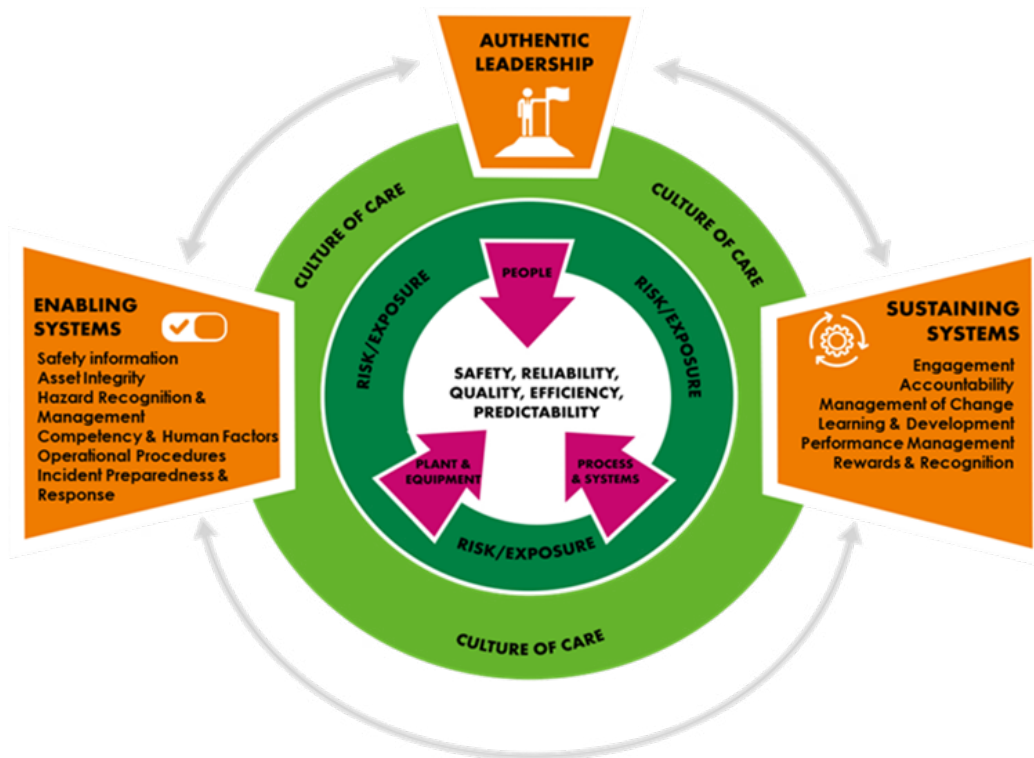 AUTHENTIC
LEADERSHIP
CULTURE OF CARE
CULTURE OF CARE
PEOPLE
RISK/EXPOSURE
RISK/EXPOSURE
ENABLING
SYSTEMS
Safety information
Asset Integrity
Hazard Recognition &
Management
Competency & Human Factors
Operational Procedures
Incident Preparedness &
Response
SAFETY, RELIABILITY,
QUALITY, EFFICIENCY,
PREDICTABILITY
SUSTAINING
SYSTEMS
Engagement
Accountability
Management of Change
Learning & Development
Performance Management
Rewards & Recognition
PLANT &
EQUIPMENT
PROCESS
& SYSTEMS
RISK/EXPOSURE
CULTURE OF CARE